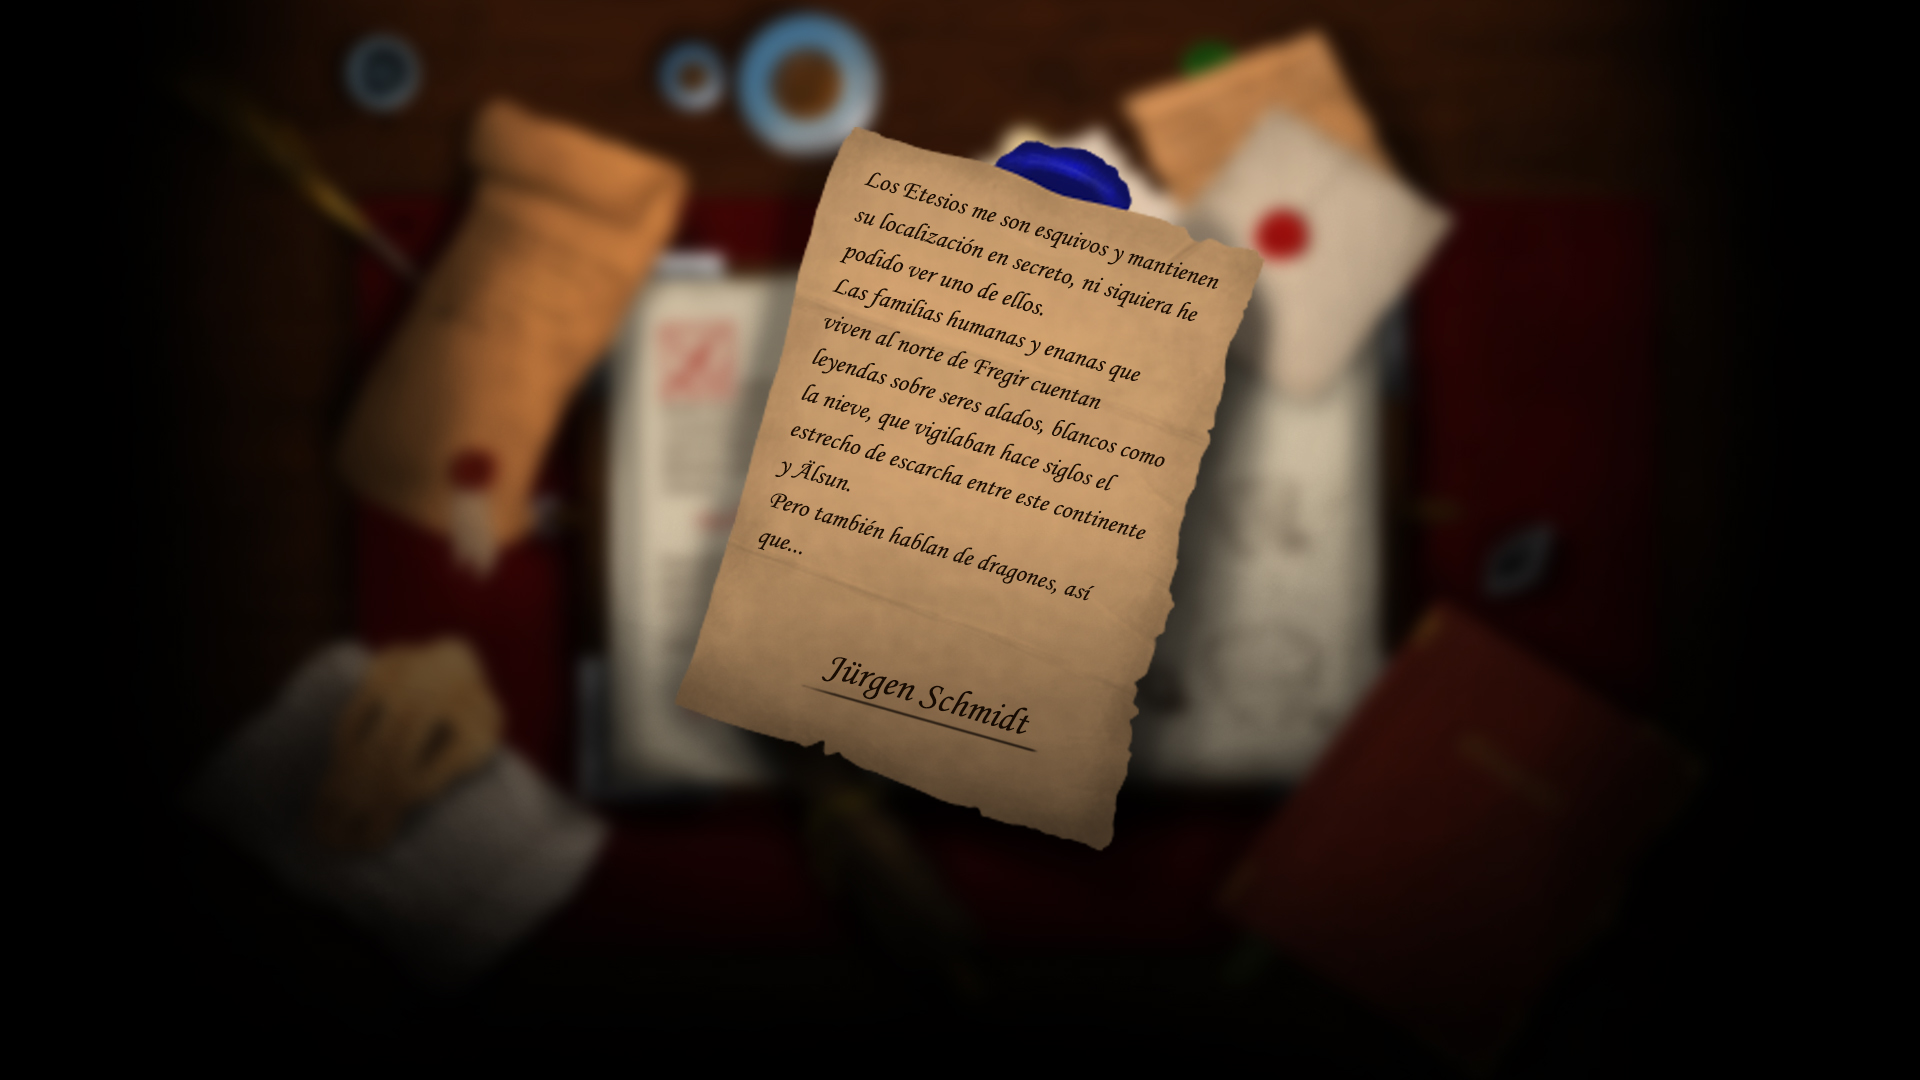 Los Etesios me son esquivos y mantienen
su localización en secreto, ni siquiera he
podido ver uno de ellos.
Las familias humanas y enanas que
viven al norte de Fregir cuentan
leyendas sobre seres alados, blancos como
la nieve, que vigilaban hace siglos el
estrecho de escarcha entre este continente
y Älsun.
Pero también hablan de dragones, así
que...
Jürgen Schmidt